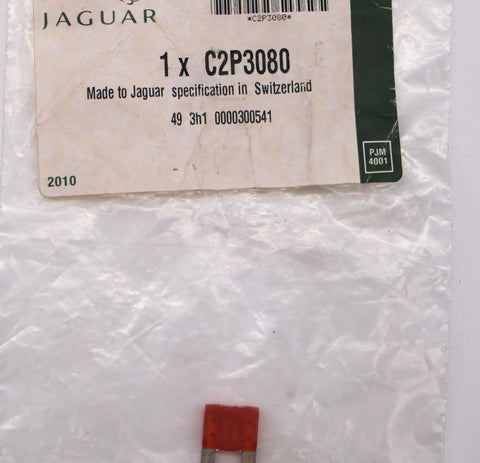 JAGUAR
*C2P3080*
1 x C2P3080
Made to Jaguar specification in Switzerland
49 3h1 0000300541
PJM
4001
2010